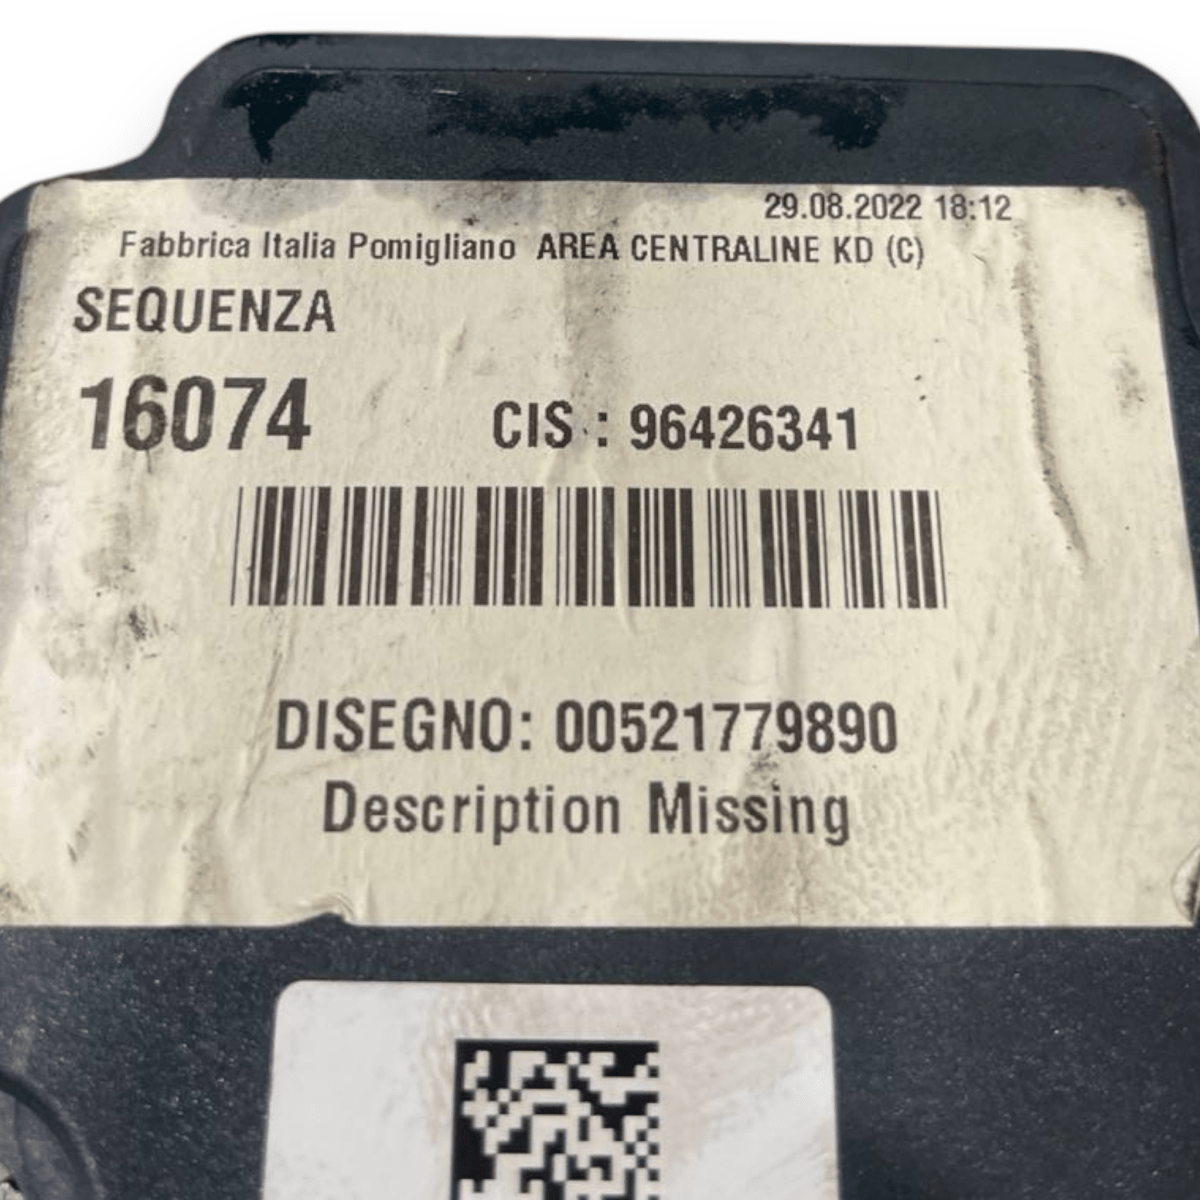 29.08.2022 18:12
Fabbrica Italia Pomigliano AREA CENTRALINE KD (C)
SEQUENZA
16074 CIS : 96426341
DISEGNO: 00521779890
Description Missing